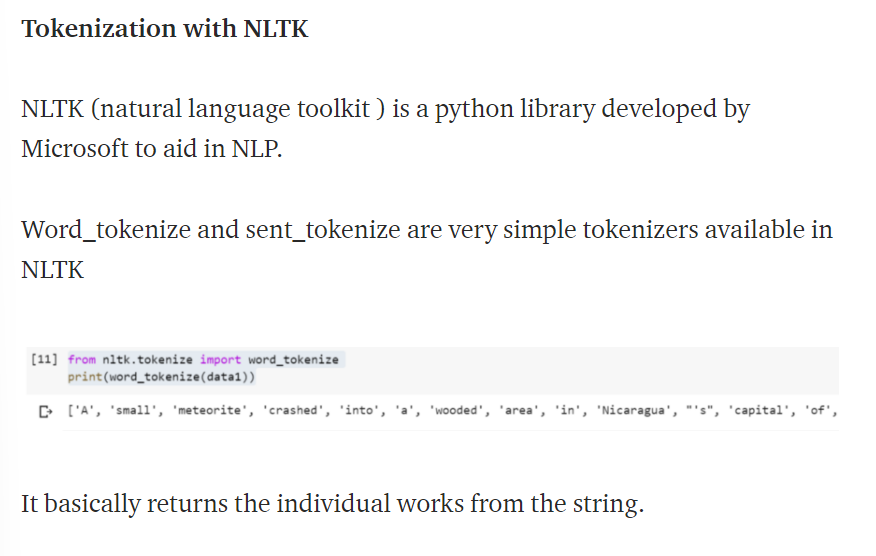 Tokenization with NLTK
NLTK (natural language toolkit ) is a python library developed by
Microsoft to aid in NLP.
Word_tokenize and sent_tokenize are very simple tokenizers available in
NLTK
[11] from nltk.tokenize import word_tokenize
print(word_tokenize(data1))
['A', 'small', 'meteorite', 'crashed', 'into', 'a', 'wooded', 'area', 'in', 'Nicaragua', "'s", 'capital', 'of',
It basically returns the individual works from the string.